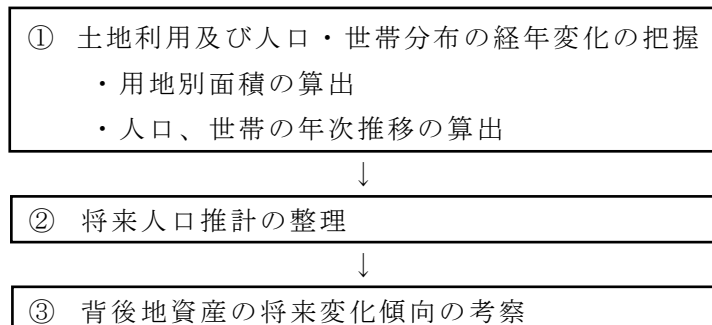 ① 土地利用及び人口・世帯分布の経年変化の把握
・用地別面積の算出
・人口、世帯の年次推移の算出
↓
② 将来人口推計の整理
↓
③ 背後地資産の将来変化傾向の考察